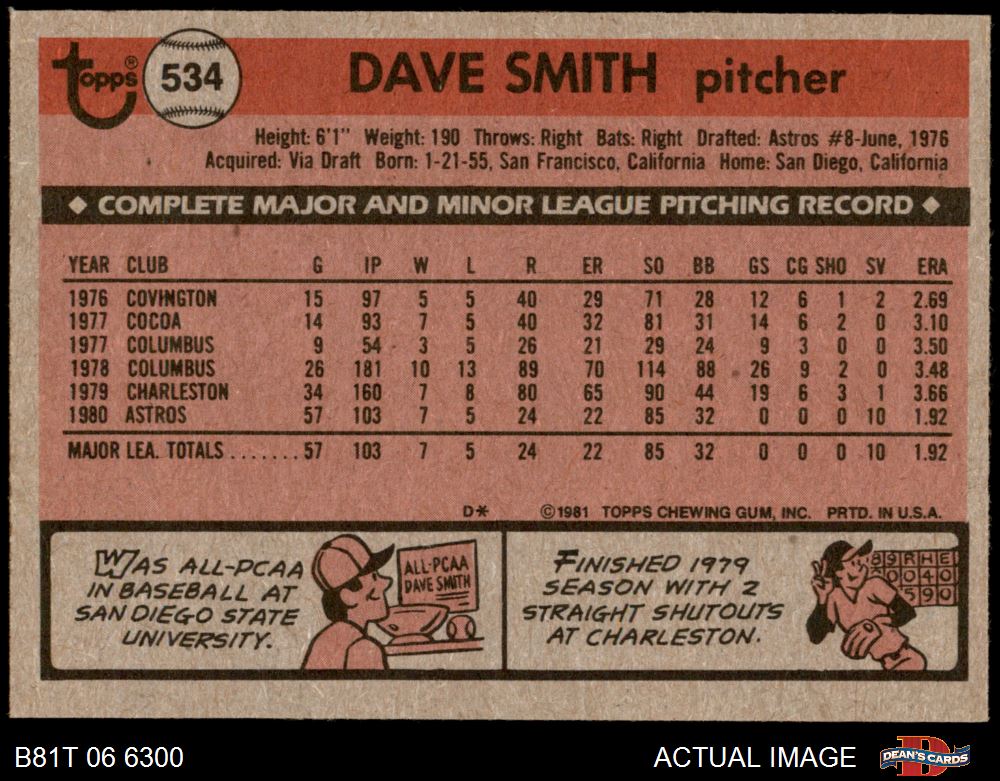 Topps® 534 DAVE SMITH pitcher
Height: 6'1" Weight: 190 Throws: Right Bats: Right Drafted: Astros #8-June, 1976
Acquired: Via Draft Born: 1-21-55, San Francisco, California Home: San Diego, California
◆ COMPLETE MAJOR AND MINOR LEAGUE PITCHING RECORD ◆
YEAR CLUB G IP W L R ER SO BB GS CG SHO SV ERA
1976 COVINGTON 15 97 5 5 40 29 71 28 12 6 1 2 2.69
1977 COCOA 14 93 7 5 40 32 81 31 14 6 2 0 3.10
1977 COLUMBUS 9 54 3 5 26 21 29 24 9 3 0 0 3.50
1978 COLUMBUS 26 181 10 13 89 70 114 88 26 9 2 0 3.48
1979 CHARLESTON 34 160 7 8 80 65 90 44 19 6 3 1 3.66
1980 ASTROS 57 103 7 5 24 22 85 32 0 0 0 10 1.92
MAJOR LEA. TOTALS.......57 103 7 5 24 22 85 32 0 0 0 10 1.92
D* ©1981 TOPPS CHEWING GUM, INC. PRTD. IN U.S.A.
WAS ALL-PCAA
IN BASEBALL AT
SAN DIEGO STATE
UNIVERSITY.
ALL-PCAA
DAVE SMITH
FINISHED 1979
SEASON WITH 2
STRAIGHT SHUTOUTS
AT CHARLESTON.
8 9 R H E
0 0 4 0
5 9 0
B81T 06 6300 ACTUAL IMAGE DEAN'S CARDS